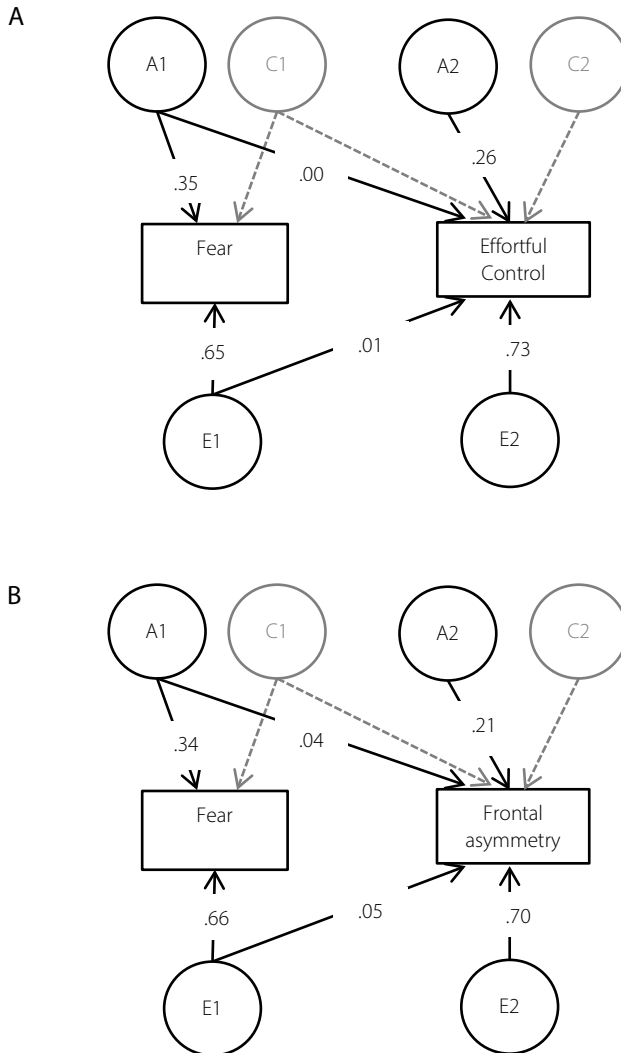 A
A1
C1
A2
C2
.26
.35
.00
Fear
Effortful
Control
.65
.01
.73
E1
E2
B
A1
C1
A2
C2
.34
.04
.21
Fear
Frontal
asymmetry
.66
.05
.70
E1
E2